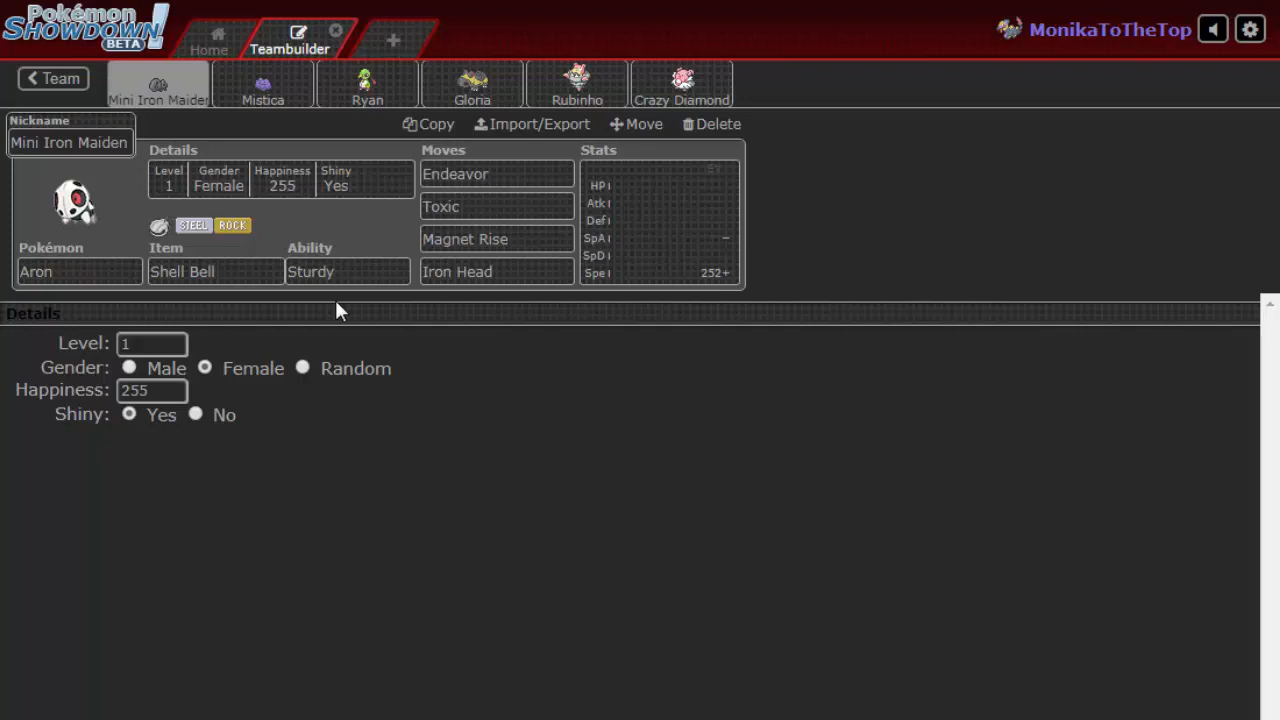 Pokémon
SHOWDOWN!
BETA
Home
Teambuilder
MonikaToTheTop
Team
Mini Iron Maider
Mistica
Ryan
Gloria
Rubinho
Crazy Diamond
Nickname
Mini Iron Maiden
Copy Import/Export Move Delete
Details
Level
1
Gender
Female
Happiness
255
Shiny
Yes
STEEL ROCK
Pokémon
Aron
Item
Shell Bell
Ability
Sturdy
Moves
Endeavor
Toxic
Magnet Rise
Iron Head
Stats
EV
HP
Atk
Def
SpA −
SpD
Spe 252+
Details
Level: 1
Gender: Male Female Random
Happiness: 255
Shiny: Yes No